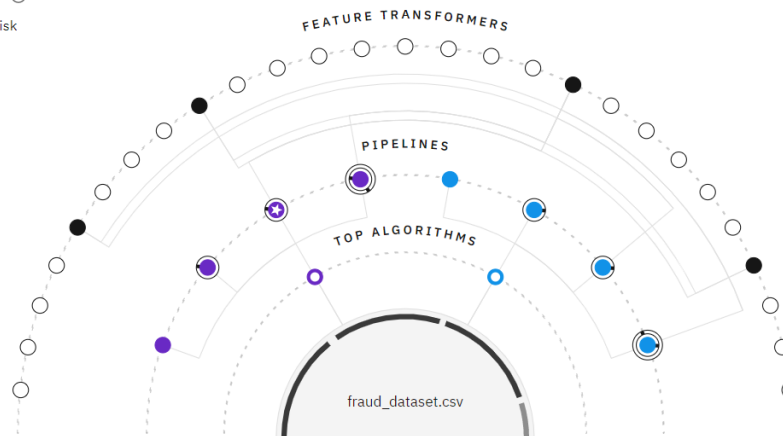 isk
FEATURE TRANSFORMERS
PIPELINES
TOP ALGORITHMS
fraud_dataset.csv